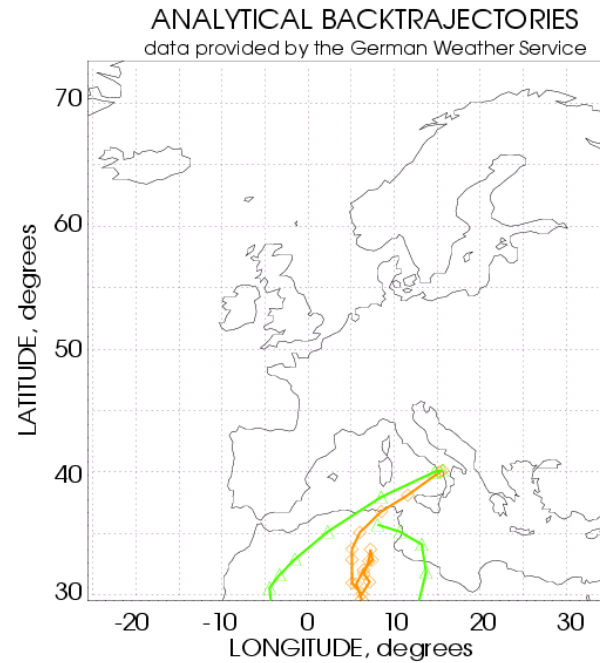 ANALYTICAL BACKTRAJECTORIES
data provided by the German Weather Service
70
60
50
40
30
LATITUDE, degrees
-20 -10 0 10 20 30
LONGITUDE, degrees